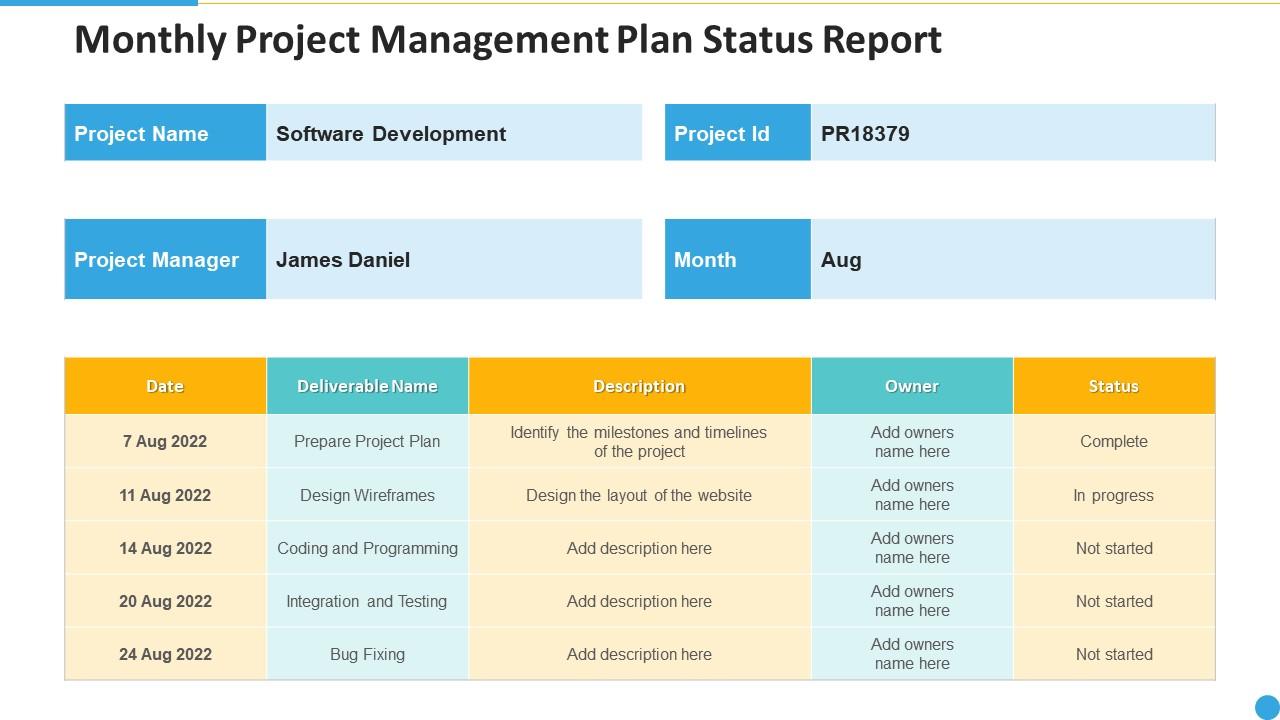 Monthly Project Management Plan Status Report
Project Name Software Development Project Id PR18379
Project Manager James Daniel Month Aug
Date Deliverable Name Description Owner Status
7 Aug 2022 Prepare Project Plan Identify the milestones and timelines of the project Add owners name here Complete
11 Aug 2022 Design Wireframes Design the layout of the website Add owners name here In progress
14 Aug 2022 Coding and Programming Add description here Add owners name here Not started
20 Aug 2022 Integration and Testing Add description here Add owners name here Not started
24 Aug 2022 Bug Fixing Add description here Add owners name here Not started